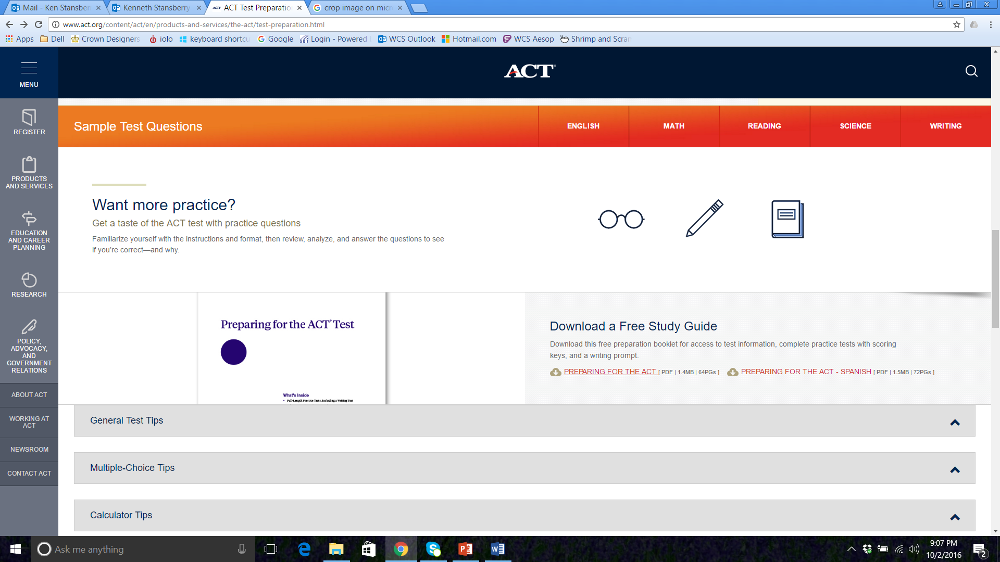 Mail - Ken Stansberr
Kenneth Stansberry
ACT Test Preparatio
crop image on micr
www.act.org/content/act/en/products-and-services/the-act/test-preparation.html
Apps Dell Crown Designers iolo keyboard shortcu Google Login - Powered WCS Outlook Hotmail.com WCS Aesop Shrimp and Scran
MENU
ACT
REGISTER
PRODUCTS
AND SERVICES
EDUCATION
AND CAREER
PLANNING
RESEARCH
POLICY,
ADVOCACY,
AND
GOVERNMENT
RELATIONS
ABOUT ACT
WORKING AT
ACT
NEWSROOM
CONTACT ACT
Sample Test Questions ENGLISH MATH READING SCIENCE WRITING
Want more practice?
Get a taste of the ACT test with practice questions
Familiarize yourself with the instructions and format, then review, analyze, and answer the questions to see
if you're correct—and why.
Preparing for the ACT® Test
What's Inside
• Full-Length Practice Tests, including a Writing Test
Download a Free Study Guide
Download this free preparation booklet for access to test information, complete practice tests with scoring
keys, and a writing prompt.
PREPARING FOR THE ACT [ PDF | 1.4MB | 64PGs ] PREPARING FOR THE ACT - SPANISH [ PDF | 1.5MB | 72PGs ]
General Test Tips
Multiple-Choice Tips
Calculator Tips
Ask me anything
9:07 PM
10/2/2016
2